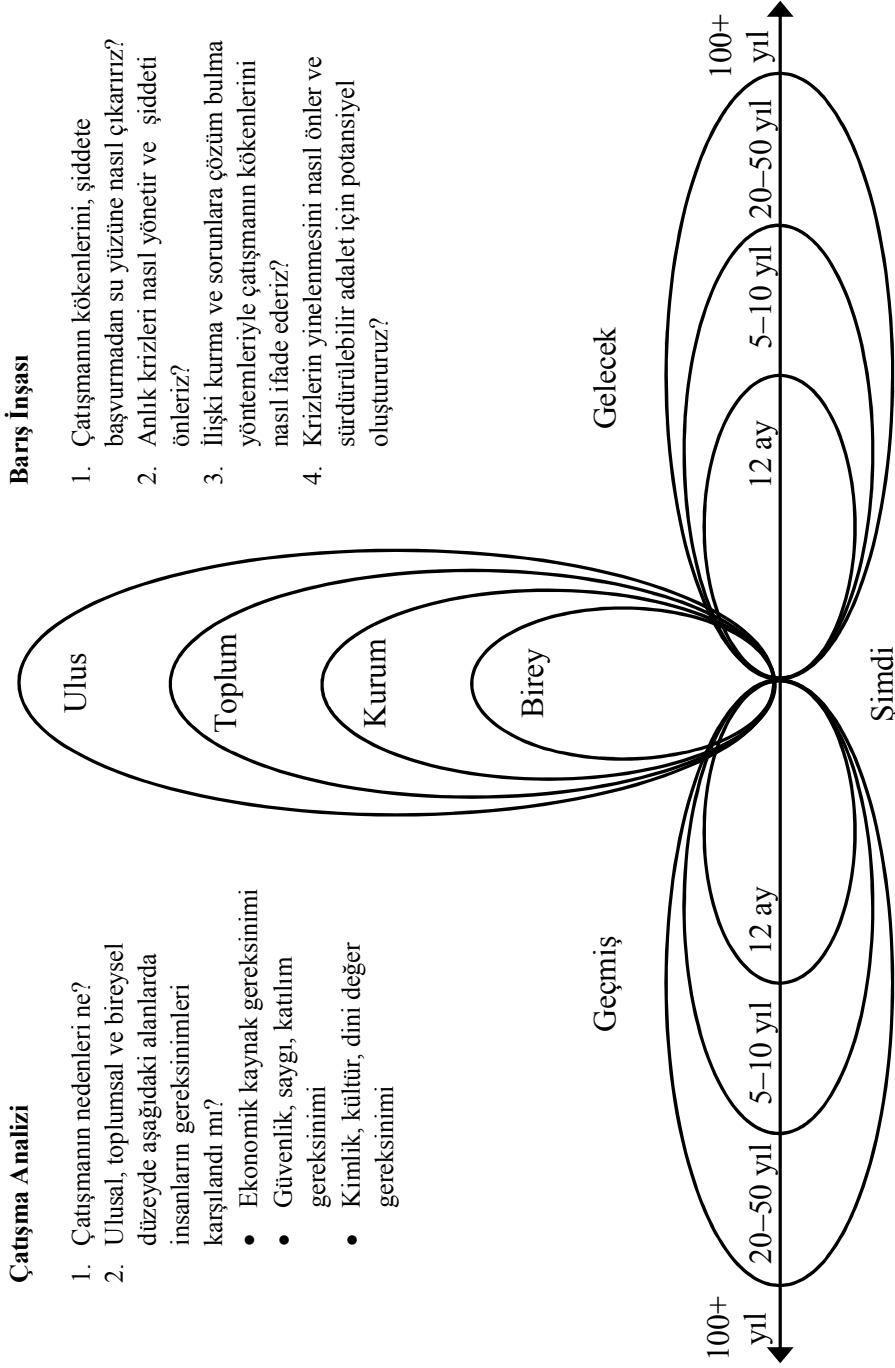 Çatışma Analizi
1. Çatışmanın nedenleri ne?
2. Ulusal, toplumsal ve bireysel
düzeyde aşağıdaki alanlarda
insanların gereksinimleri
karşılandı mı?
• Ekonomik kaynak gereksinimi
• Güvenlik, saygı, katılım
gereksinimi
• Kimlik, kültür, dini değer
gereksinimi
Barış İnşası
1. Çatışmanın kökenlerini, şiddete
başvurmadan su yüzüne nasıl çıkarırız?
2. Anlık krizleri nasıl yönetir ve şiddeti
önleriz?
3. İlişki kurma ve sorunlara çözüm bulma
yöntemleriyle çatışmanın kökenlerini
nasıl ifade ederiz?
4. Krizlerin yinelenmesini nasıl önler ve
sürdürülebilir adalet için potansiyel
oluştururuz?
Ulus
Toplum
Kurum
Birey
Geçmiş
Gelecek
100+
yıl
20–50 yıl
5–10 yıl
12 ay
12 ay
5–10 yıl
20–50 yıl
100+
yıl
Şimdi